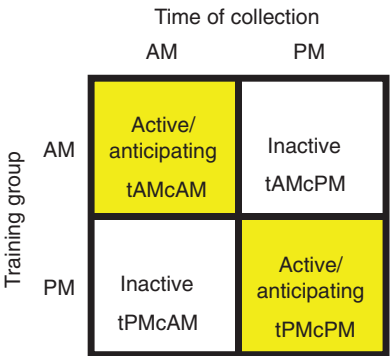 Time of collection
AM PM
Training group
AM
Active/
anticipating
tAMcAM
Inactive
tAMcPM
PM
Inactive
tPMcAM
Active/
anticipating
tPMcPM